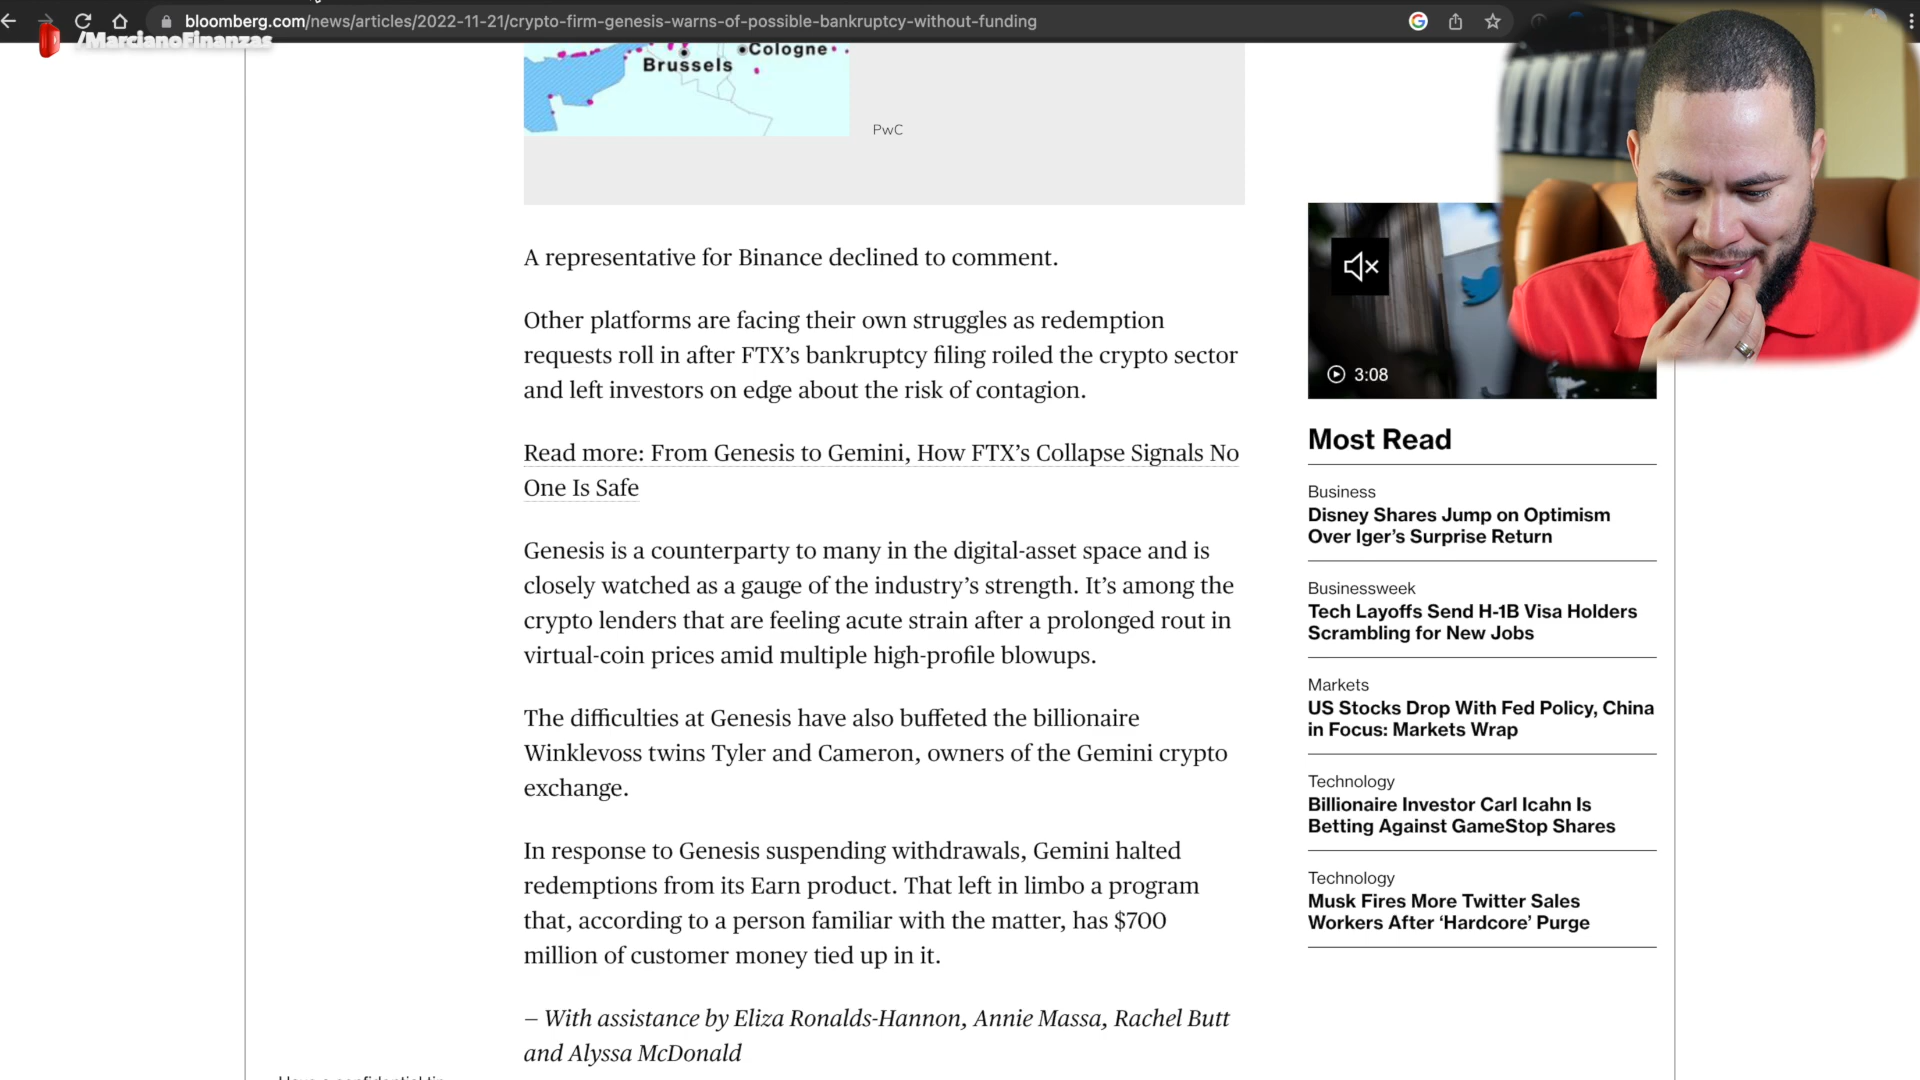 bloomberg.com/news/articles/2022-11-21/crypto-firm-genesis-warns-of-possible-bankruptcy-without-funding
/MarcianoFinanzas
Cologne
Brussels
PwC
A representative for Binance declined to comment.
Other platforms are facing their own struggles as redemption
requests roll in after FTX’s bankruptcy filing roiled the crypto sector
and left investors on edge about the risk of contagion.
Read more: From Genesis to Gemini, How FTX’s Collapse Signals No
One Is Safe
Genesis is a counterparty to many in the digital-asset space and is
closely watched as a gauge of the industry’s strength. It’s among the
crypto lenders that are feeling acute strain after a prolonged rout in
virtual-coin prices amid multiple high-profile blowups.
The difficulties at Genesis have also buffeted the billionaire
Winklevoss twins Tyler and Cameron, owners of the Gemini crypto
exchange.
In response to Genesis suspending withdrawals, Gemini halted
redemptions from its Earn product. That left in limbo a program
that, according to a person familiar with the matter, has $700
million of customer money tied up in it.
– With assistance by Eliza Ronalds-Hannon, Annie Massa, Rachel Butt
and Alyssa McDonald
3:08
Most Read
Business
Disney Shares Jump on Optimism
Over Iger’s Surprise Return
Businessweek
Tech Layoffs Send H-1B Visa Holders
Scrambling for New Jobs
Markets
US Stocks Drop With Fed Policy, China
in Focus: Markets Wrap
Technology
Billionaire Investor Carl Icahn Is
Betting Against GameStop Shares
Technology
Musk Fires More Twitter Sales
Workers After ‘Hardcore’ Purge